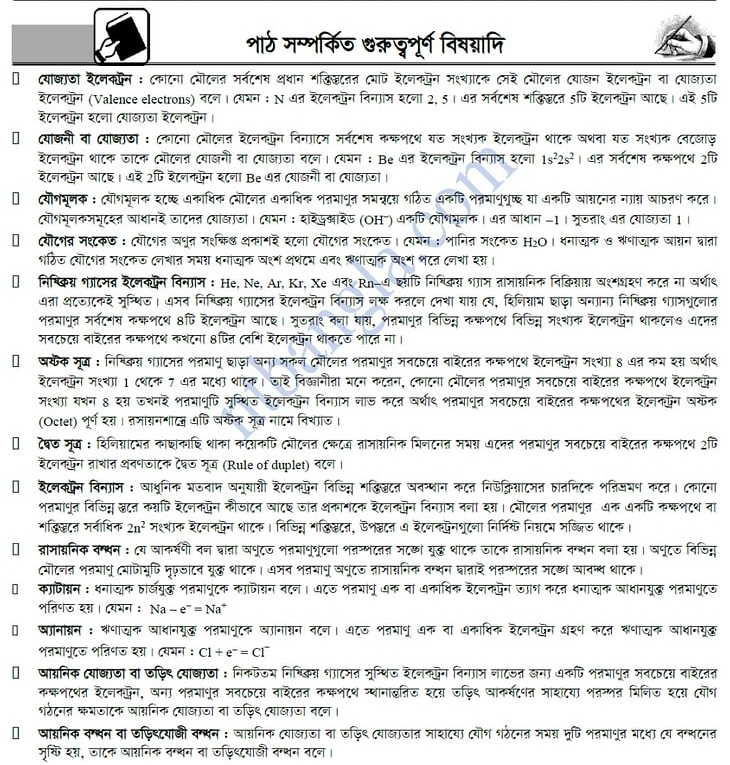 পাঠ সম্পর্কিত গুরুত্বপূর্ণ বিষয়াদি
যোজ্যতা ইলেকট্রন : কোনো মৌলের সর্বশেষ প্রধান শক্তিস্তরের মোট ইলেকট্রন সংখ্যাকে সেই মৌলের যোজন ইলেকট্রন বা যোজ্যতা
ইলেকট্রন (Valence electrons) বলে। যেমন : N এর ইলেকট্রন বিন্যাস হলো 2, 5। এর সর্বশেষ শক্তিস্তরে 5টি ইলেকট্রন আছে। এই 5টি
ইলেকট্রন হলো যোজ্যতা ইলেকট্রন।
যোজনী বা যোজ্যতা : কোনো মৌলের ইলেকট্রন বিন্যাসে সর্বশেষ কক্ষপথে যত সংখ্যক ইলেকট্রন থাকে অথবা যত সংখ্যক বেজোড়
ইলেকট্রন থাকে তাকে মৌলের যোজনী বা যোজ্যতা বলে। যেমন : Be এর ইলেকট্রন বিন্যাস হলো 1s²2s²। এর সর্বশেষ কক্ষপথে 2টি
ইলেকট্রন আছে। এই 2টি ইলেকট্রন হলো Be এর যোজনী বা যোজ্যতা।
যৌগমূলক : যৌগমূলক হচ্ছে একাধিক মৌলের একাধিক পরমাণুর সমন্বয়ে গঠিত একটি পরমাণুগুচ্ছ যা একটি আয়নের ন্যায় আচরণ করে।
যৌগমূলকসমূহের আধানই তাদের যোজ্যতা। যেমন : হাইড্রক্সাইড (OH⁻) একটি যৌগমূলক। এর আধান –1। সুতরাং এর যোজ্যতা 1।
যৌগের সংকেত : যৌগের অণুর সংক্ষিপ্ত প্রকাশই হলো যৌগের সংকেত। যেমন : পানির সংকেত H₂O। ধনাত্মক ও ঋণাত্মক আয়ন দ্বারা
গঠিত যৌগের সংকেত লেখার সময় ধনাত্মক অংশ প্রথমে এবং ঋণাত্মক অংশ পরে লেখা হয়।
নিষ্ক্রিয় গ্যাসের ইলেকট্রন বিন্যাস : He, Ne, Ar, Kr, Xe এবং Rn–এ ছয়টি নিষ্ক্রিয় গ্যাস রাসায়নিক বিক্রিয়ায় অংশগ্রহণ করে না অর্থাৎ
এরা প্রত্যেকেই সুস্থিত। এসব নিষ্ক্রিয় গ্যাসের ইলেকট্রন বিন্যাস লক্ষ করলে দেখা যায় যে, হিলিয়াম ছাড়া অন্যান্য নিষ্ক্রিয় গ্যাসগুলোর
পরমাণুর সর্বশেষ কক্ষপথে ৪টি ইলেকট্রন আছে। সুতরাং বলা যায়, পরমাণুর বিভিন্ন কক্ষপথে বিভিন্ন সংখ্যক ইলেকট্রন থাকলেও এদের
সবচেয়ে বাইরের কক্ষপথে কখনো ৪টির বেশি ইলেকট্রন থাকতে পারে না।
অষ্টক সূত্র : নিষ্ক্রিয় গ্যাসের পরমাণু ছাড়া অন্য সকল মৌলের পরমাণুর সবচেয়ে বাইরের কক্ষপথে ইলেকট্রন সংখ্যা 8 এর কম হয় অর্থাৎ
ইলেকট্রন সংখ্যা 1 থেকে 7 এর মধ্যে থাকে। তাই বিজ্ঞানীরা মনে করেন, কোনো মৌলের পরমাণুর সবচেয়ে বাইরের কক্ষপথে ইলেকট্রন
সংখ্যা যখন 8 হয় তখনই পরমাণুটি সুস্থিত ইলেকট্রন বিন্যাস লাভ করে অর্থাৎ পরমাণুর সবচেয়ে বাইরের কক্ষপথের ইলেকট্রন অষ্টক
(Octet) পূর্ণ হয়। রসায়নশাস্ত্রে এটি অষ্টক সূত্র নামে বিখ্যাত।
দ্বৈত সূত্র : হিলিয়ামের কাছাকাছি থাকা কয়েকটি মৌলের ক্ষেত্রে রাসায়নিক মিলনের সময় এদের পরমাণুর সবচেয়ে বাইরের কক্ষপথে 2টি
ইলেকট্রন রাখার প্রবণতাকে দ্বৈত সূত্র (Rule of duplet) বলে।
ইলেকট্রন বিন্যাস : আধুনিক মতবাদ অনুযায়ী ইলেকট্রন বিভিন্ন শক্তিস্তরে অবস্থান করে নিউক্লিয়াসের চারদিকে পরিভ্রমণ করে। কোনো
পরমাণুর বিভিন্ন স্তরে কয়টি ইলেকট্রন কীভাবে আছে তার প্রকাশকে ইলেকট্রন বিন্যাস বলা হয়। মৌলের পরমাণুর এক একটি কক্ষপথে বা
শক্তিস্তরে সর্বাধিক 2n² সংখ্যক ইলেকট্রন থাকে। বিভিন্ন শক্তিস্তরে, উপস্তরে এ ইলেকট্রনগুলো নির্দিষ্ট নিয়মে সজ্জিত থাকে।
রাসায়নিক বন্ধন : যে আকর্ষণী বল দ্বারা অণুতে পরমাণুগুলো পরস্পরের সঙ্গে যুক্ত থাকে তাকে রাসায়নিক বন্ধন বলা হয়। অণুতে বিভিন্ন
মৌলের পরমাণু মোটামুটি দৃঢ়ভাবে যুক্ত থাকে। এসব পরমাণু অণুতে রাসায়নিক বন্ধন দ্বারাই পরস্পরের সঙ্গে আবদ্ধ থাকে।
ক্যাটায়ন : ধনাত্মক চার্জযুক্ত পরমাণুকে ক্যাটায়ন বলে। এতে পরমাণু এক বা একাধিক ইলেকট্রন ত্যাগ করে ধনাত্মক আধানযুক্ত পরমাণুতে
পরিণত হয়। যেমন : Na – e⁻ = Na⁺
অ্যানায়ন : ঋণাত্মক আধানযুক্ত পরমাণুকে অ্যানায়ন বলে। এতে পরমাণু এক বা একাধিক ইলেকট্রন গ্রহণ করে ঋণাত্মক আধানযুক্ত
পরমাণুতে পরিণত হয়। যেমন : Cl + e⁻ = Cl⁻
আয়নিক যোজ্যতা বা তড়িৎ যোজ্যতা : নিকটতম নিষ্ক্রিয় গ্যাসের সুস্থিত ইলেকট্রন বিন্যাস লাভের জন্য একটি পরমাণুর সবচেয়ে বাইরের
কক্ষপথের ইলেকট্রন, অন্য পরমাণুর সবচেয়ে বাইরের কক্ষপথে স্থানান্তরিত হয়ে তড়িৎ আকর্ষণের সাহায্যে পরস্পর মিলিত হয়ে যৌগ
গঠনের ক্ষমতাকে আয়নিক যোজ্যতা বা তড়িৎ যোজ্যতা বলে।
আয়নিক বন্ধন বা তড়িৎযোজী বন্ধন : আয়নিক যোজ্যতা বা তড়িৎ যোজ্যতার সাহায্যে যৌগ গঠনের সময় দুটি পরমাণুর মধ্যে যে বন্ধনের
সৃষ্টি হয়, তাকে আয়নিক বন্ধন বা তড়িৎযোজী বন্ধন বলে।